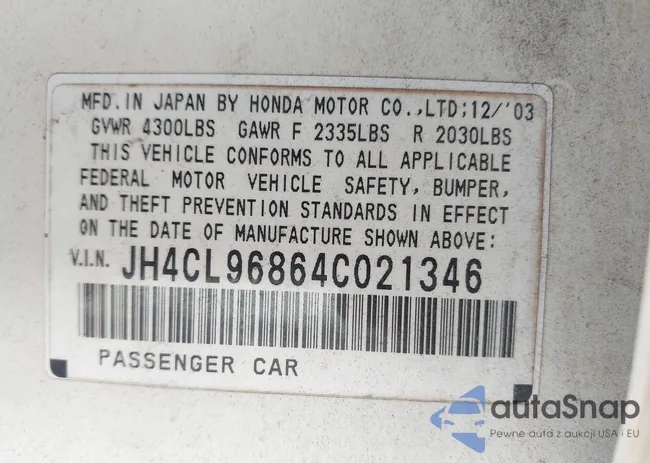 MFD. IN JAPAN BY HONDA MOTOR CO.,LTD;12/'03
GVWR 4300LBS GAWR F 2335LBS R 2030LBS
THIS VEHICLE CONFORMS TO ALL APPLICABLE
FEDERAL MOTOR VEHICLE SAFETY, BUMPER,
AND THEFT PREVENTION STANDARDS IN EFFECT
ON THE DATE OF MANUFACTURE SHOWN ABOVE:
V.I.N. JH4CL96864C021346
PASSENGER CAR
autaSnap
Pewne auta z aukcji USA i EU